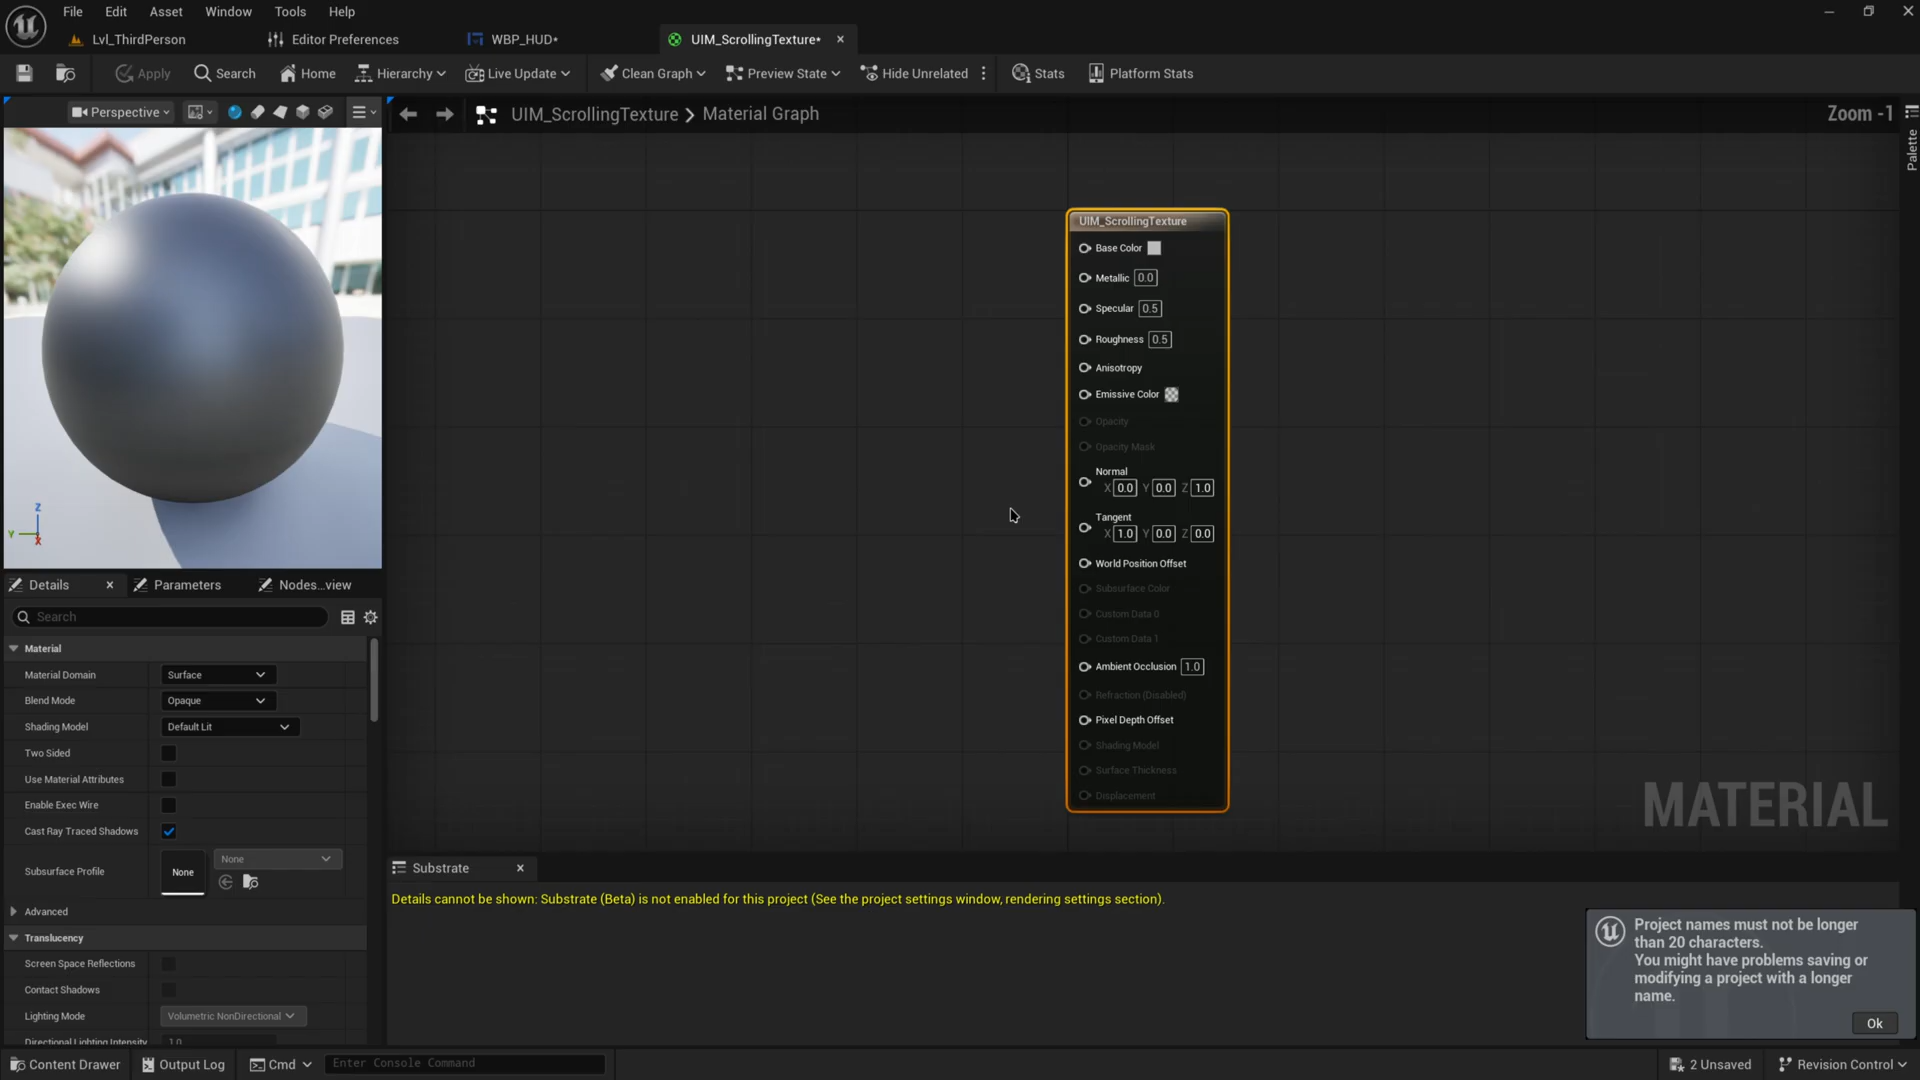 File Edit Asset Window Tools Help
Lvl_ThirdPerson Editor Preferences WBP_HUD* UIM_ScrollingTexture*
Apply Search Home Hierarchy Live Update Clean Graph Preview State Hide Unrelated Stats Platform Stats
Perspective
UIM_ScrollingTexture Material Graph
Zoom -1
Palette
Z
Y
X
UIM_ScrollingTexture
Base Color
Metallic 0.0
Specular 0.5
Roughness 0.5
Anisotropy
Emissive Color
Opacity
Opacity Mask
Normal
X 0.0 Y 0.0 Z 1.0
Tangent
X 1.0 Y 0.0 Z 0.0
World Position Offset
Subsurface Color
Custom Data 0
Custom Data 1
Ambient Occlusion 1.0
Refraction (Disabled)
Pixel Depth Offset
Shading Model
Surface Thickness
Displacement
MATERIAL
Details Parameters Nodes...view
Search
Material
Material Domain Surface
Blend Mode Opaque
Shading Model Default Lit
Two Sided
Use Material Attributes
Enable Exec Wire
Cast Ray Traced Shadows
Subsurface Profile None None
Advanced
Translucency
Screen Space Reflections
Contact Shadows
Lighting Mode Volumetric NonDirectional
Directional Lighting Intensity 1.0
Substrate
Details cannot be shown: Substrate (Beta) is not enabled for this project (See the project settings window, rendering settings section).
Project names must not be longer
than 20 characters.
You might have problems saving or
modifying a project with a longer
name.
Ok
Content Drawer Output Log Cmd Enter Console Command 2 Unsaved Revision Control